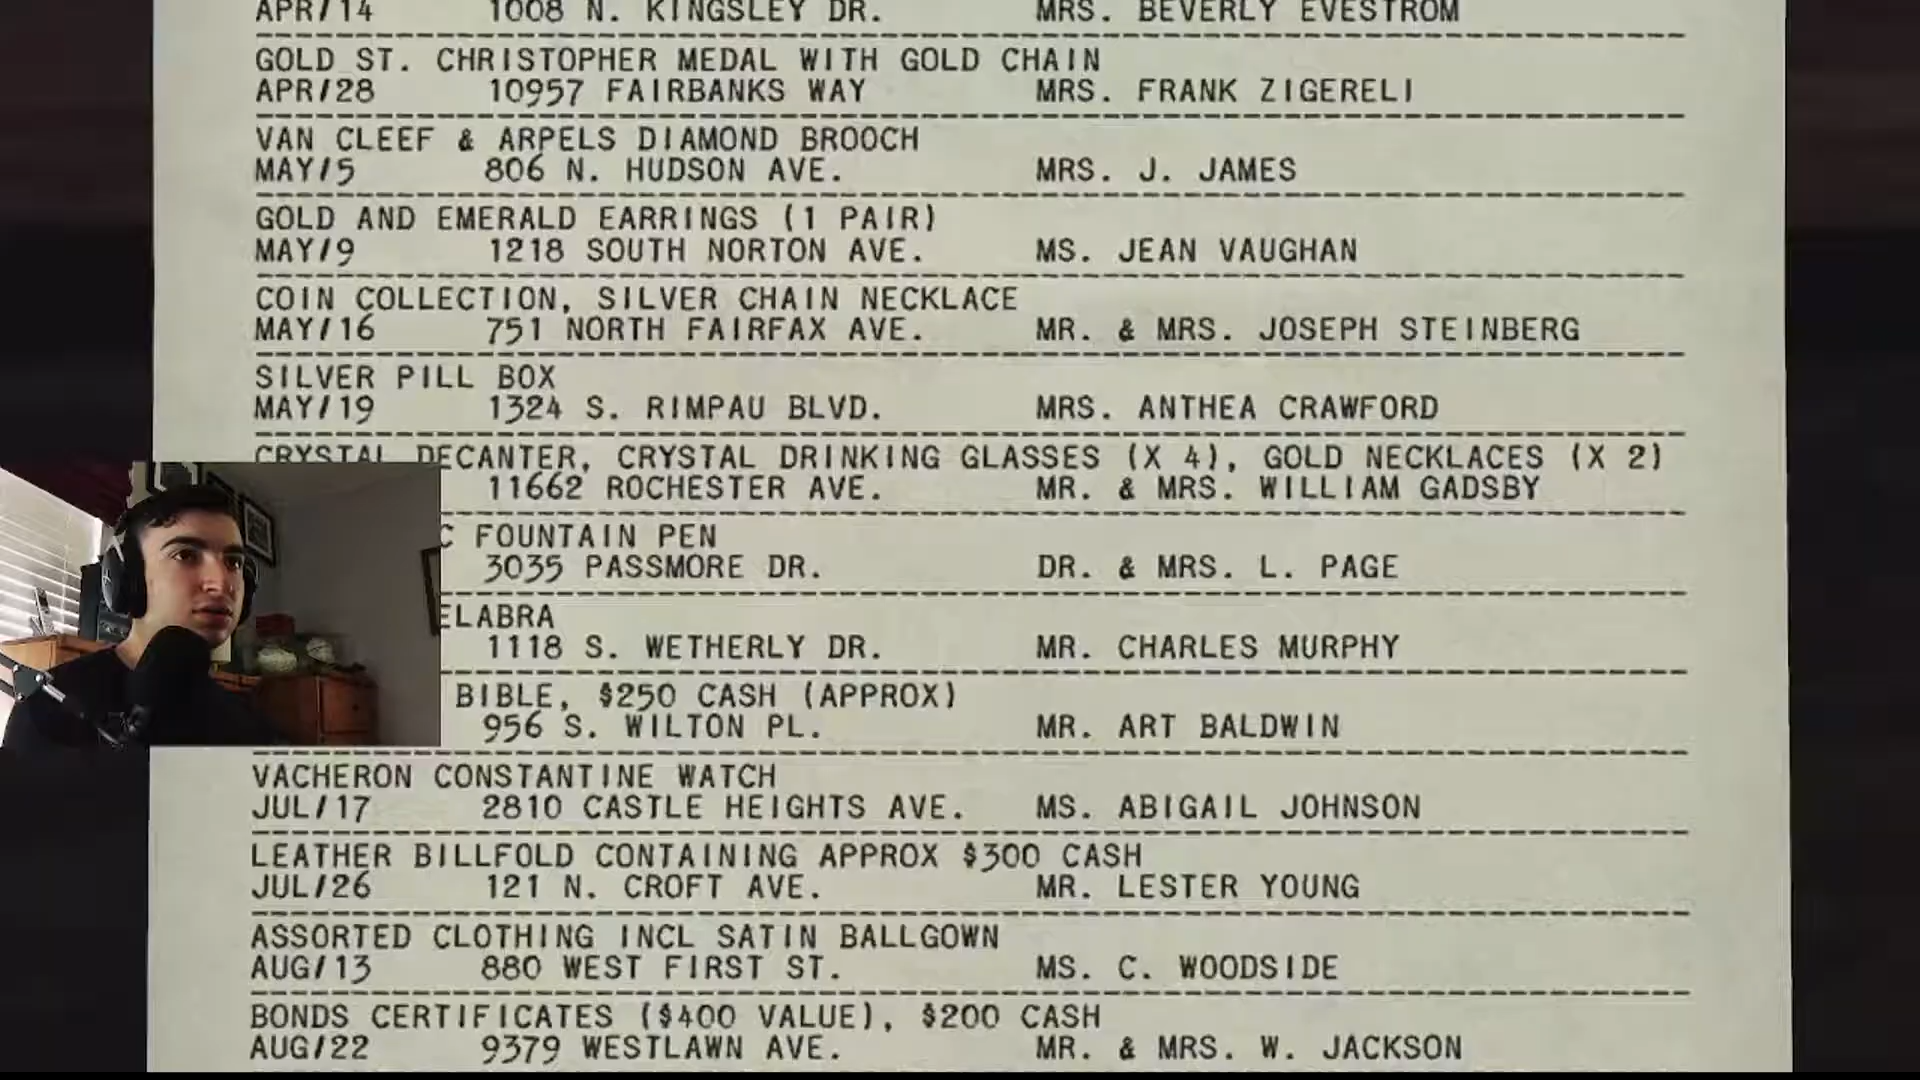 APR/14 1008 N. KINGSLEY DR. MRS. BEVERLY EVESTROM
GOLD ST. CHRISTOPHER MEDAL WITH GOLD CHAIN
APR/28 10957 FAIRBANKS WAY MRS. FRANK ZIGERELI
VAN CLEEF & ARPELS DIAMOND BROOCH
MAY/5 806 N. HUDSON AVE. MRS. J. JAMES
GOLD AND EMERALD EARRINGS (1 PAIR)
MAY/9 1218 SOUTH NORTON AVE. MS. JEAN VAUGHAN
COIN COLLECTION, SILVER CHAIN NECKLACE
MAY/16 751 NORTH FAIRFAX AVE. MR. & MRS. JOSEPH STEINBERG
SILVER PILL BOX
MAY/19 1324 S. RIMPAU BLVD. MRS. ANTHEA CRAWFORD
CRYSTAL DECANTER, CRYSTAL DRINKING GLASSES (X 4), GOLD NECKLACES (X 2)
11662 ROCHESTER AVE. MR. & MRS. WILLIAM GADSBY
C FOUNTAIN PEN
3035 PASSMORE DR. DR. & MRS. L. PAGE
ELABRA
1118 S. WETHERLY DR. MR. CHARLES MURPHY
BIBLE, $250 CASH (APPROX)
956 S. WILTON PL. MR. ART BALDWIN
VACHERON CONSTANTINE WATCH
JUL/17 2810 CASTLE HEIGHTS AVE. MS. ABIGAIL JOHNSON
LEATHER BILLFOLD CONTAINING APPROX $300 CASH
JUL/26 121 N. CROFT AVE. MR. LESTER YOUNG
ASSORTED CLOTHING INCL SATIN BALLGOWN
AUG/13 880 WEST FIRST ST. MS. C. WOODSIDE
BONDS CERTIFICATES ($400 VALUE), $200 CASH
AUG/22 9379 WESTLAWN AVE. MR. & MRS. W. JACKSON